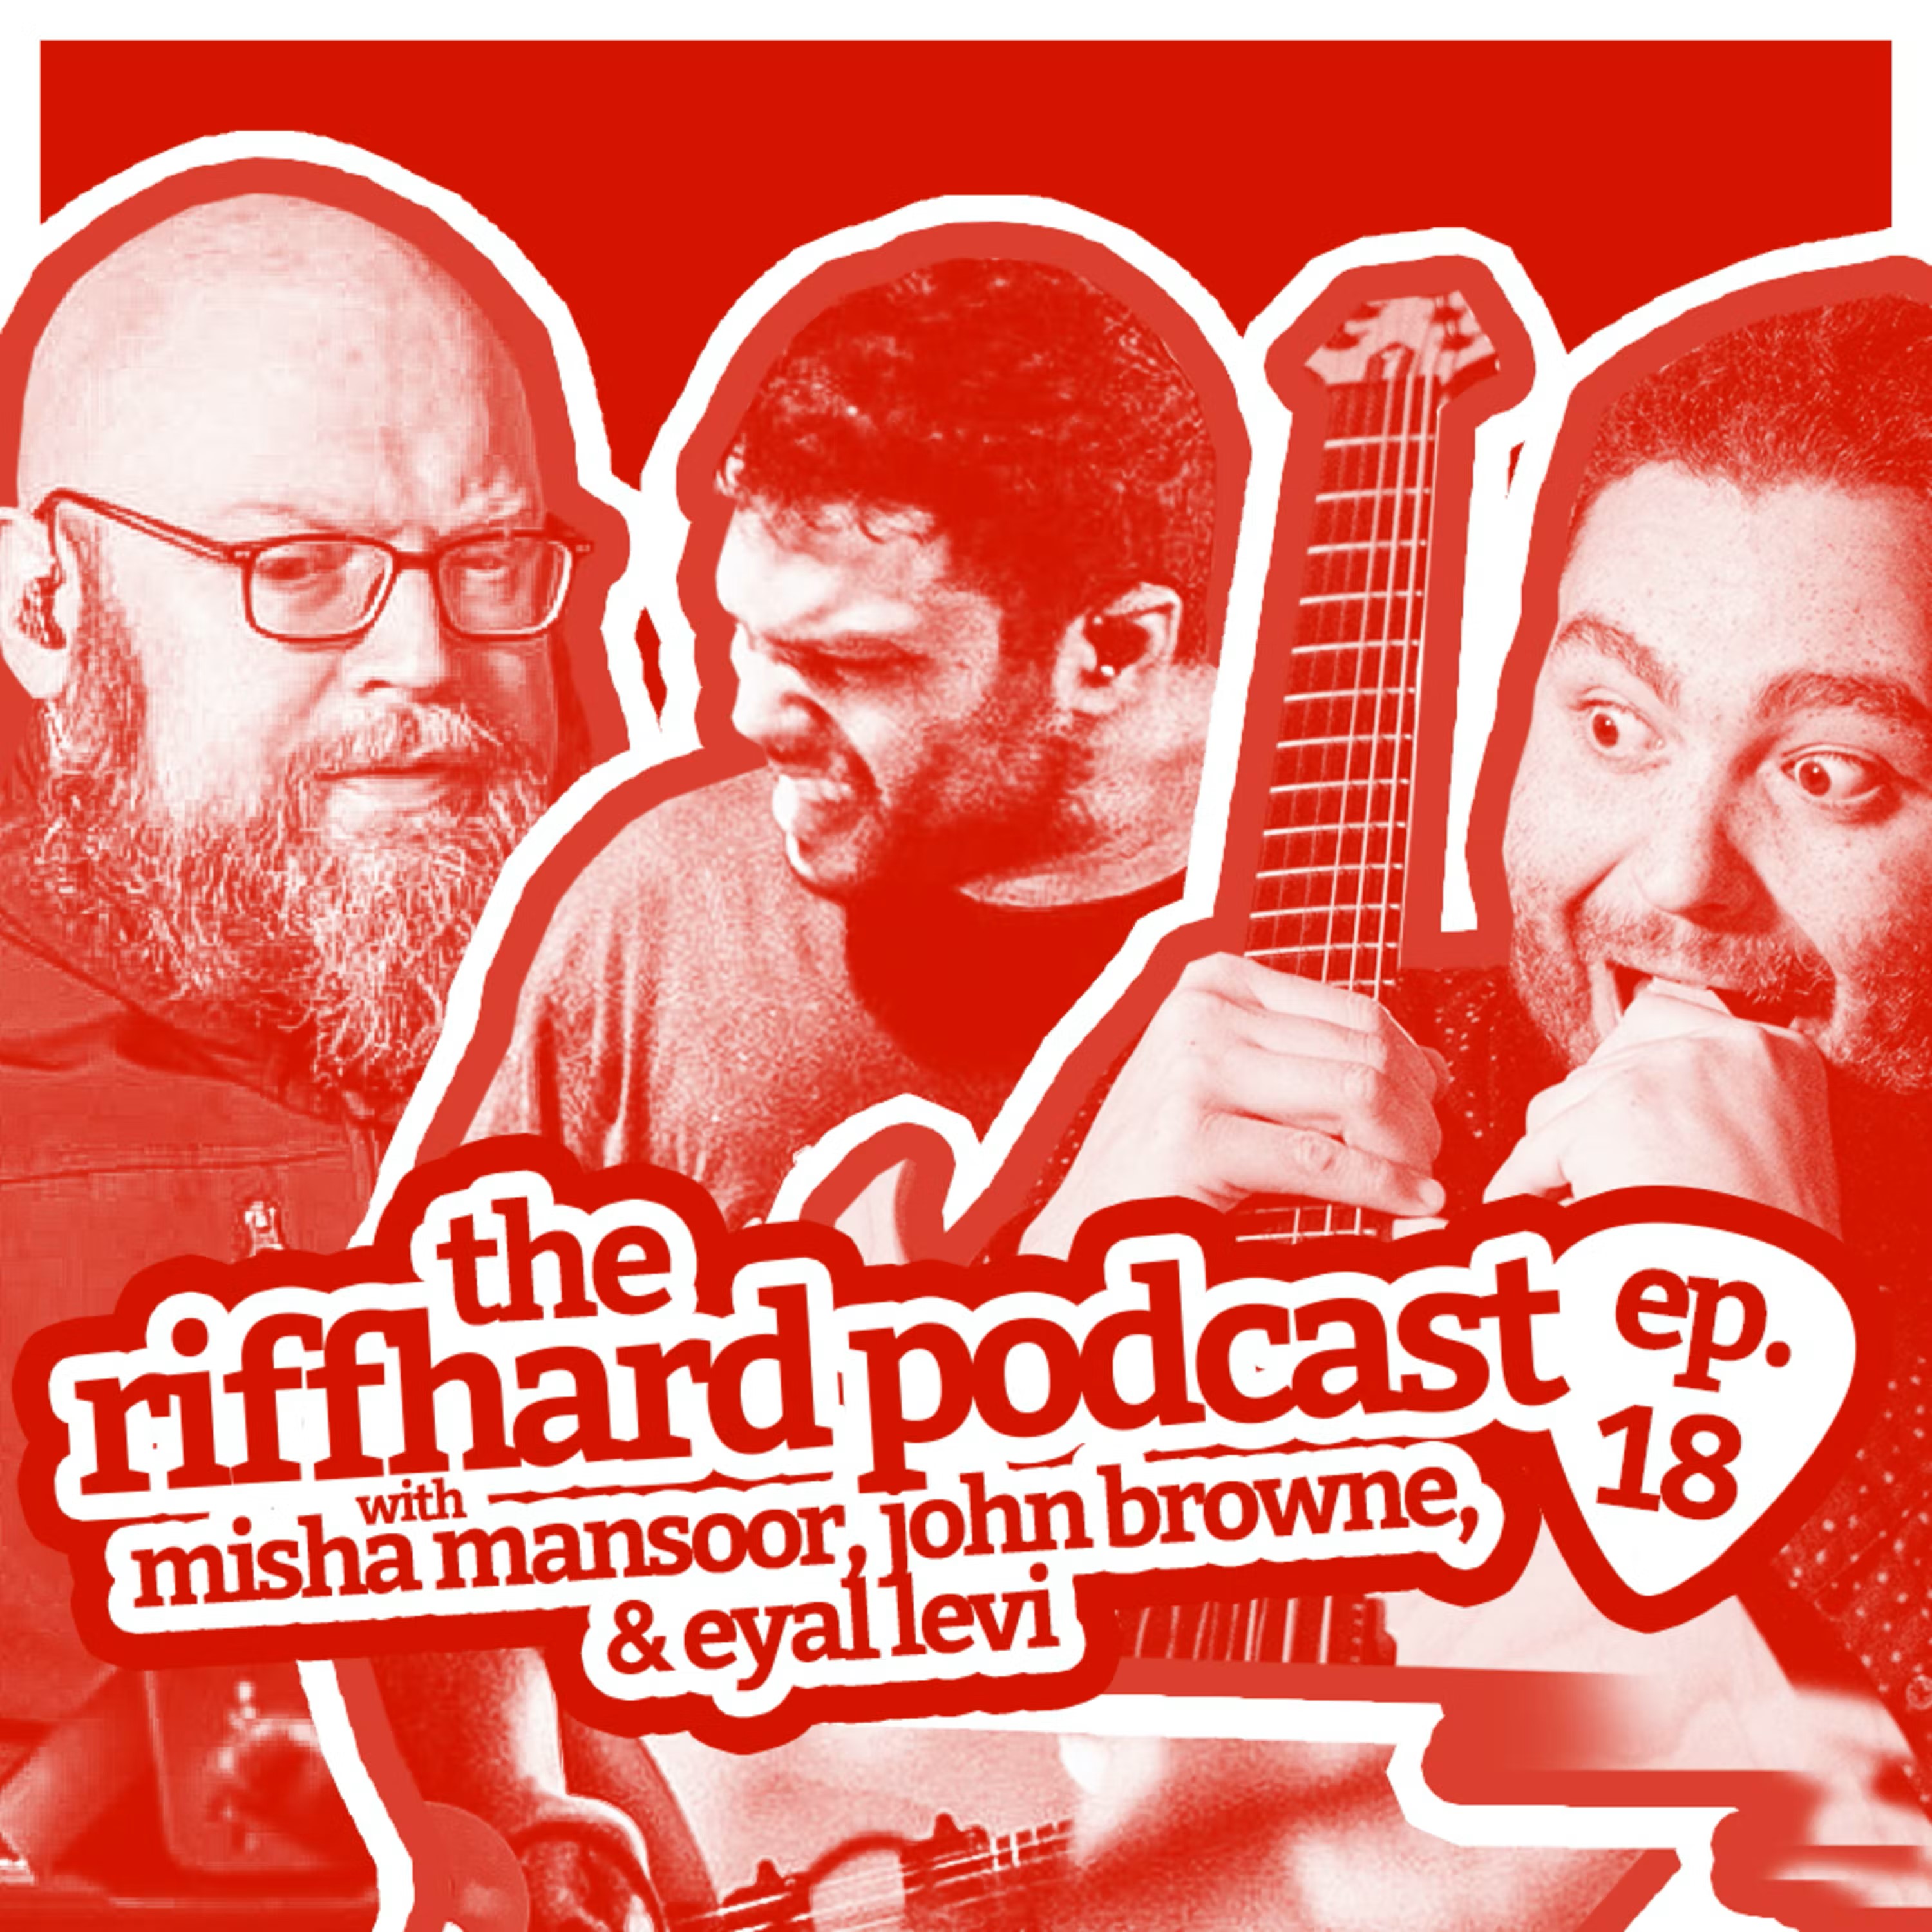 the
riffhard podcast
ep.
18
with
misha mansoor, john browne,
& eyal levi